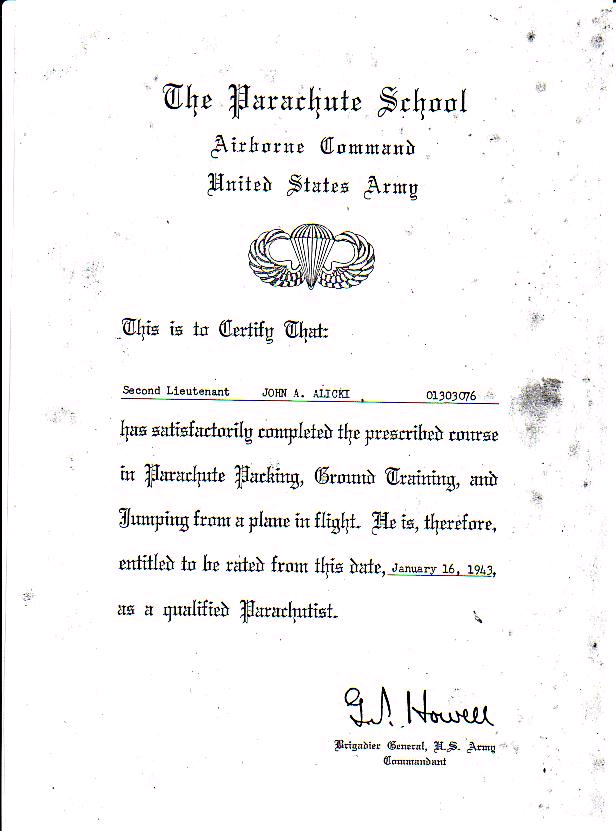 The Parachute School
Airborne Command
United States Army
This is to Certify That:
Second Lieutenant JOHN A. ALICKI , 01303076
has satisfactorily completed the prescribed course
in Parachute Packing, Ground Training, and
Jumping from a plane in flight. He is, therefore,
entitled to be rated from this date, January 16, 1943,
as a qualified Parachutist.
G.P. Howell
Brigadier General, U.S. Army
Commandant